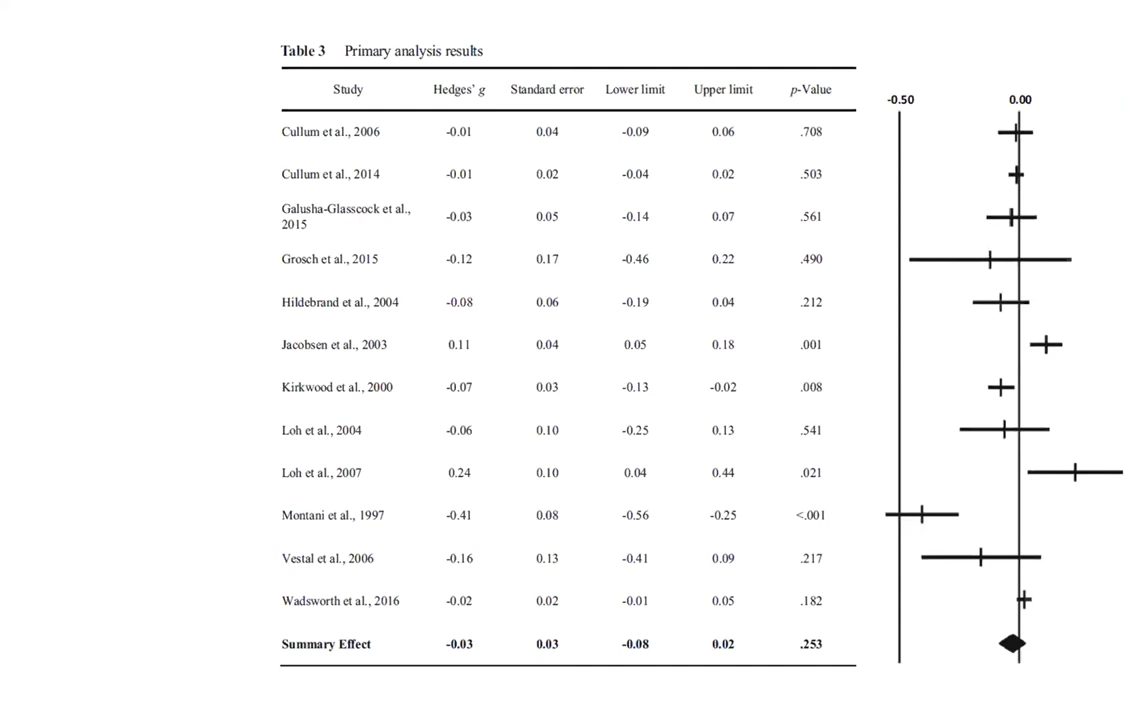 Table 3 Primary analysis results
Study Hedges' g Standard error Lower limit Upper limit p-Value
-0.50 0.00
Cullum et al., 2006 -0.01 0.04 -0.09 0.06 .708
Cullum et al., 2014 -0.01 0.02 -0.04 0.02 .503
Galusha-Glasscock et al., 2015 -0.03 0.05 -0.14 0.07 .561
Grosch et al., 2015 -0.12 0.17 -0.46 0.22 .490
Hildebrand et al., 2004 -0.08 0.06 -0.19 0.04 .212
Jacobsen et al., 2003 0.11 0.04 0.05 0.18 .001
Kirkwood et al., 2000 -0.07 0.03 -0.13 -0.02 .008
Loh et al., 2004 -0.06 0.10 -0.25 0.13 .541
Loh et al., 2007 0.24 0.10 0.04 0.44 .021
Montani et al., 1997 -0.41 0.08 -0.56 -0.25 <.001
Vestal et al., 2006 -0.16 0.13 -0.41 0.09 .217
Wadsworth et al., 2016 -0.02 0.02 -0.01 0.05 .182
Summary Effect -0.03 0.03 -0.08 0.02 .253